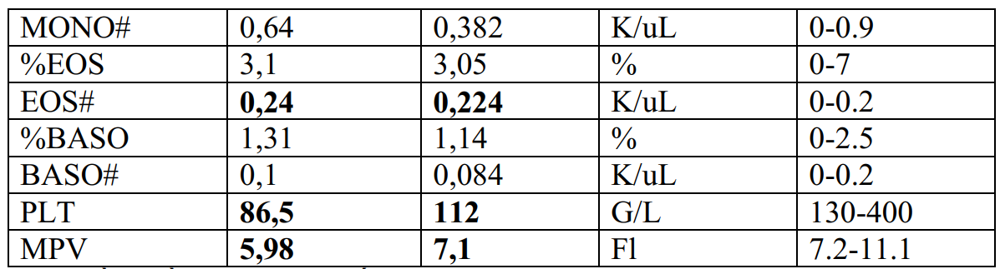 MONO# 0,64 0,382 K/uL 0-0.9
%EOS 3,1 3,05 % 0-7
EOS# 0,24 0,224 K/uL 0-0.2
%BASO 1,31 1,14 % 0-2.5
BASO# 0,1 0,084 K/uL 0-0.2
PLT 86,5 112 G/L 130-400
MPV 5,98 7,1 Fl 7.2-11.1